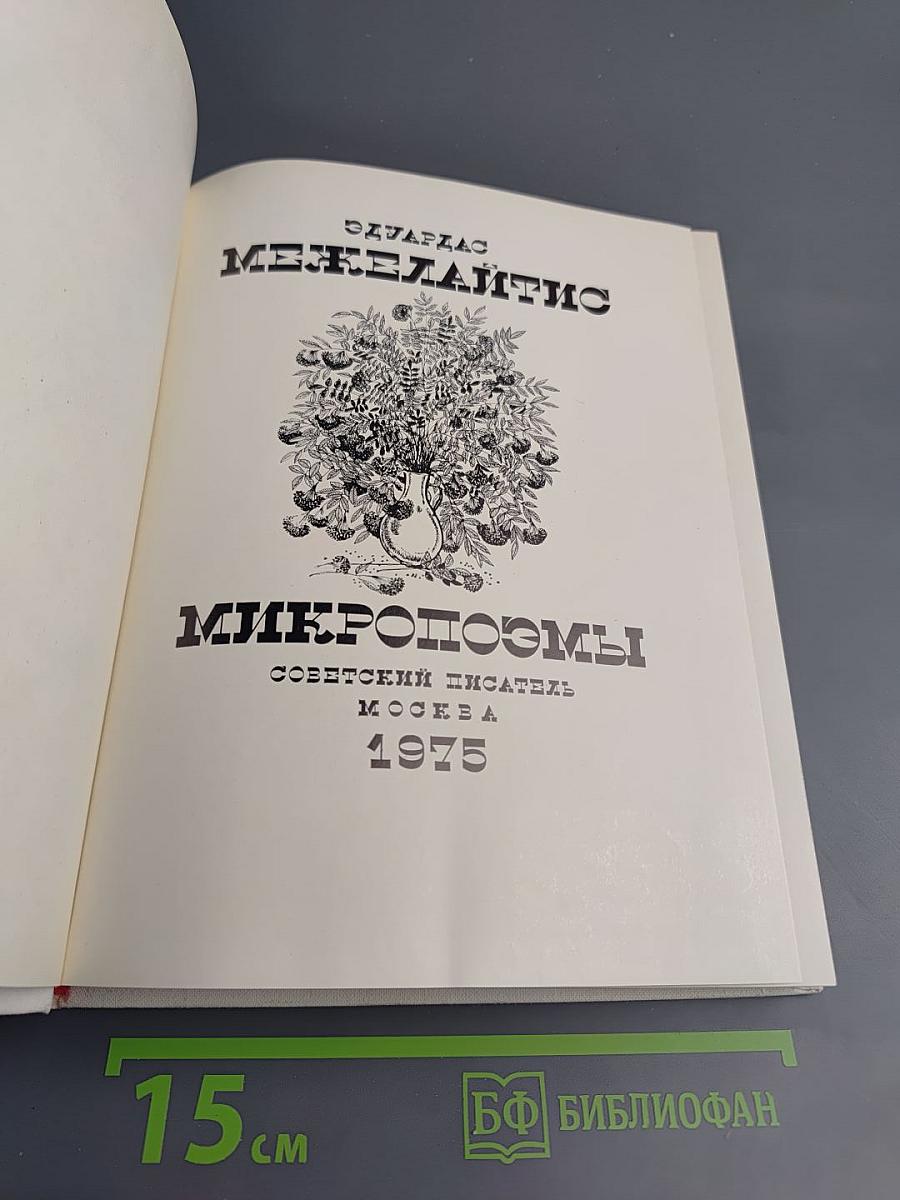 ЭДУАРДАС
МЕЖЕЛАЙТИС
МИКРОПОЭМЫ
СОВЕТСКИЙ ПИСАТЕЛЬ
МОСКВА
1975
15 см
БФ БИБЛИОФАН